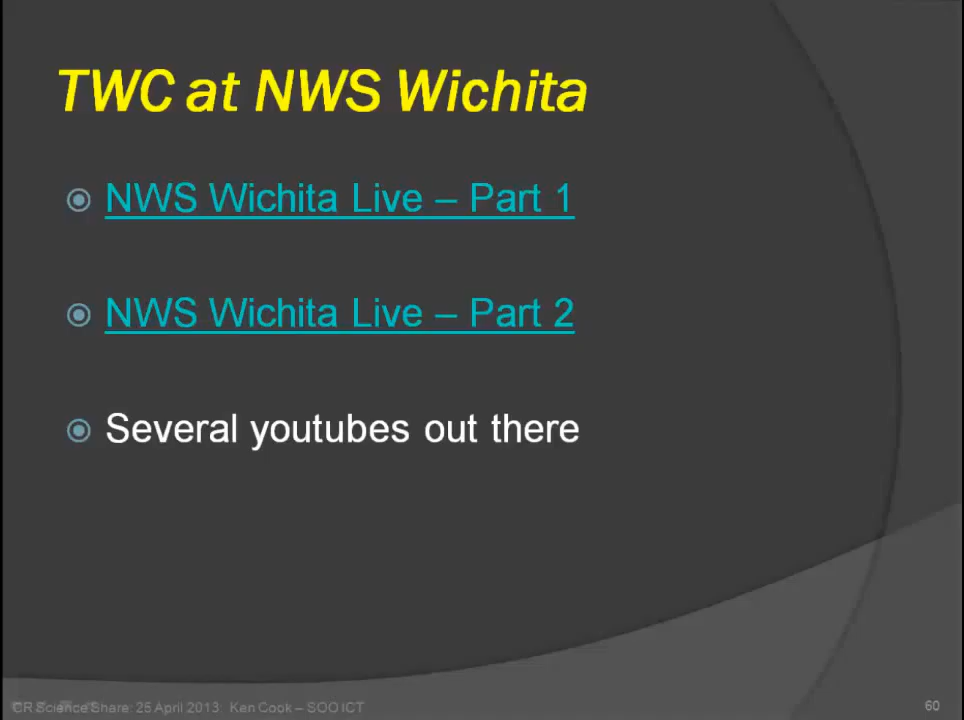 TWC at NWS Wichita
NWS Wichita Live – Part 1
NWS Wichita Live – Part 2
Several youtubes out there
CR Science Share: 25 April 2013: Ken Cook – SOO ICT
60